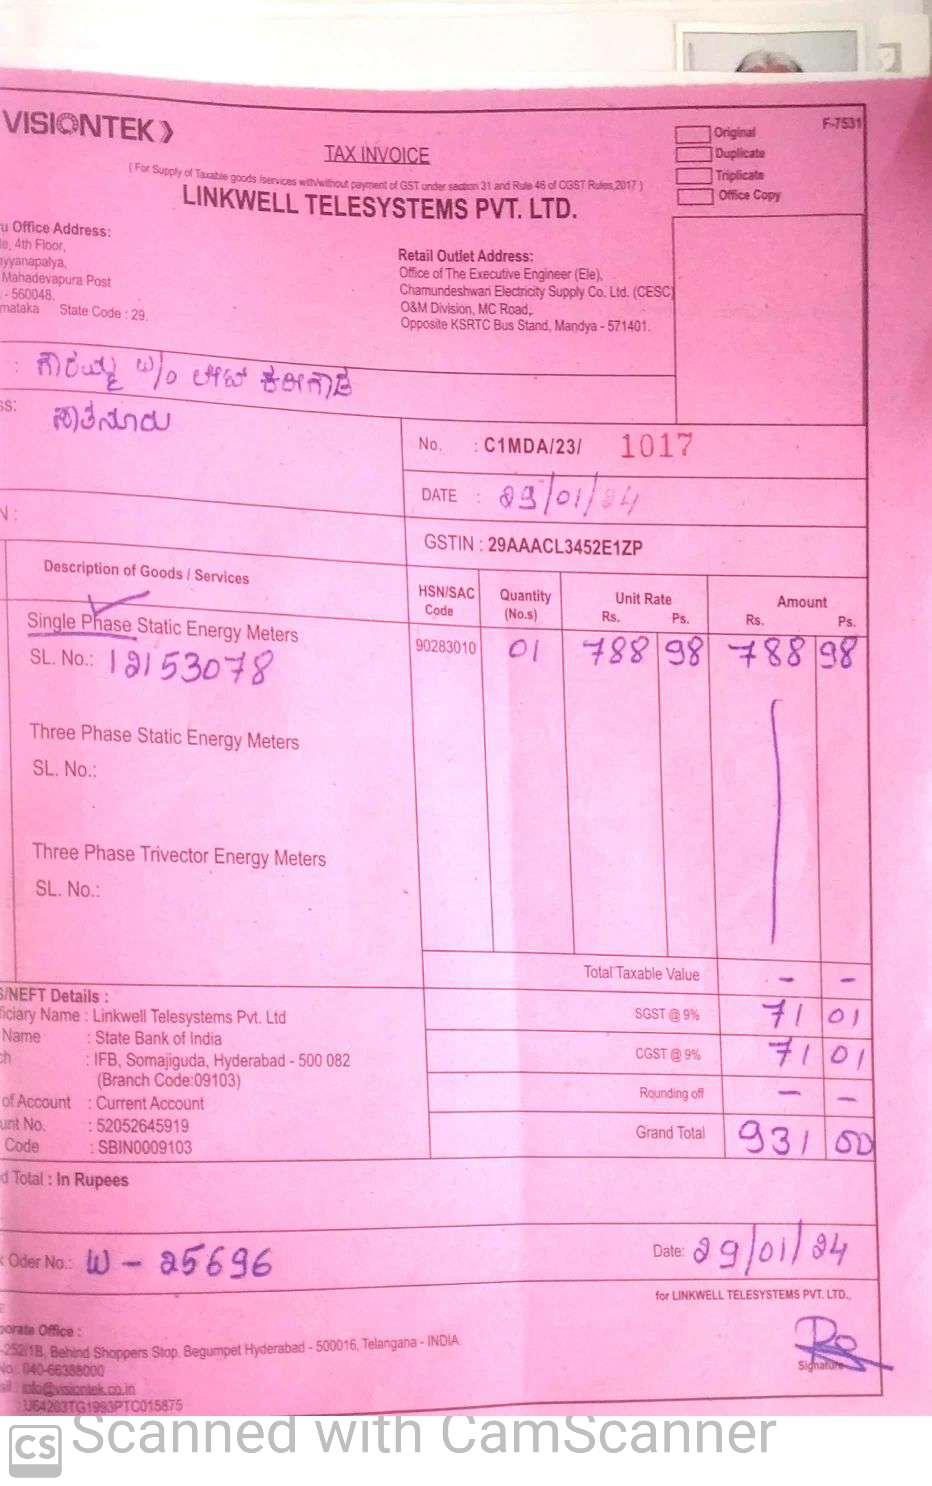 VISIONTEK
F-7531
Original
Duplicate
Triplicate
Office Copy
TAX INVOICE
( For Supply of Taxable goods /services with/without payment of GST under section 31 and Rule 46 of CGST Rules,2017 )
LINKWELL TELESYSTEMS PVT. LTD.
u Office Address:
4th Floor,
Mahadevapura Post
- 560048.
State Code : 29.
Retail Outlet Address:
Office of The Executive Engineer (Ele),
Chamundeshwari Electricity Supply Co. Ltd. (CESC)
O&M Division, MC Road,
Opposite KSRTC Bus Stand, Mandya - 571401.
: ಗೌರಮ್ಮ W/O ಲೇಟ್ ಕರೀಗೌಡ
ಸಾತನೂರು
No. : C1MDA/23/ 1017
DATE : 29/01/24
GSTIN : 29AAACL3452E1ZP
Description of Goods / Services
HSN/SAC Code
Quantity (No.s)
Unit Rate
Rs. Ps.
Amount
Rs. Ps.
Single Phase Static Energy Meters
90283010 01 788 98 788 98
SL. No.: 12153078
Three Phase Static Energy Meters
SL. No.:
Three Phase Trivector Energy Meters
SL. No.:
Total Taxable Value - -
SGST @ 9% 71 01
CGST @ 9% 71 01
Rounding off - -
Grand Total 931 00
S/NEFT Details :
ficiary Name : Linkwell Telesystems Pvt. Ltd
Name : State Bank of India
ch : IFB, Somajiguda, Hyderabad - 500 082
(Branch Code:09103)
of Account : Current Account
unt No. : 52052645919
Code : SBIN0009103
d Total : In Rupees
Oder No.: W - 25696
Date: 29/01/24
for LINKWELL TELESYSTEMS PVT. LTD.,
Signature
porate Office :
-252/1B, Behind Shoppers Stop. Begumpet Hyderabad - 500016, Telangana - INDIA.
No : 040-66388000
info@visiontek.co.in
: U64203TG1993PTC015875
CS Scanned with CamScanner